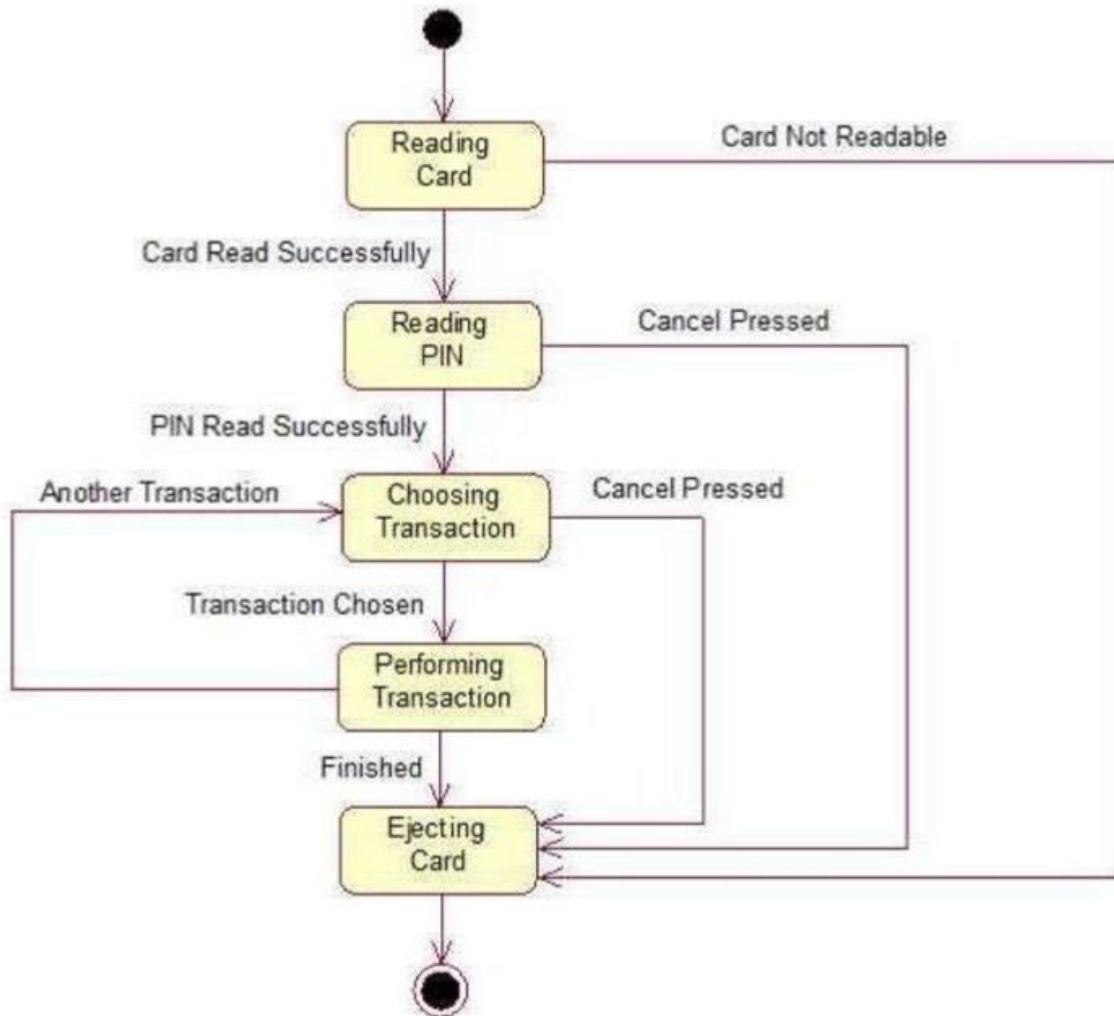 Reading
Card
Card Not Readable
Card Read Successfully
Reading
PIN
Cancel Pressed
PIN Read Successfully
Another Transaction
Choosing
Transaction
Cancel Pressed
Transaction Chosen
Performing
Transaction
Finished
Ejecting
Card